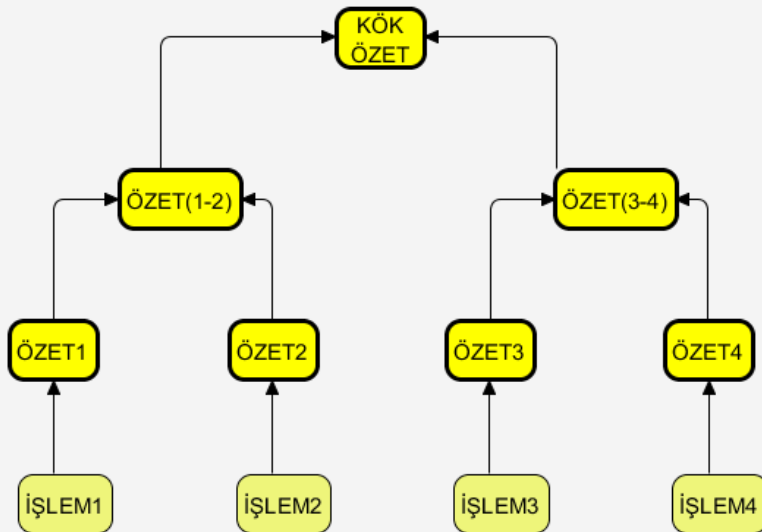 KÖK
ÖZET
ÖZET(1-2)
ÖZET(3-4)
ÖZET1
ÖZET2
ÖZET3
ÖZET4
İŞLEM1
İŞLEM2
İŞLEM3
İŞLEM4